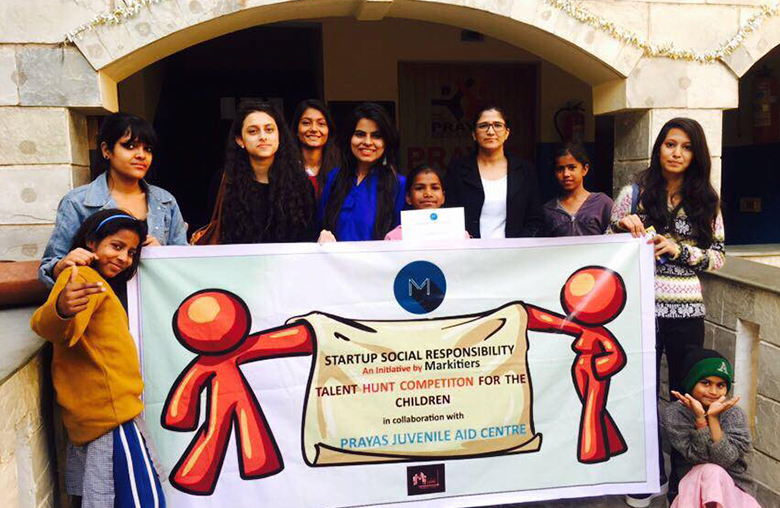 PRAYAS
M
STARTUP SOCIAL RESPONSIBILITY
An Initiative by Markitiers
TALENT HUNT COMPETITON FOR THE
CHILDREN
in collaboration with
PRAYAS JUVENILE AID CENTRE
A